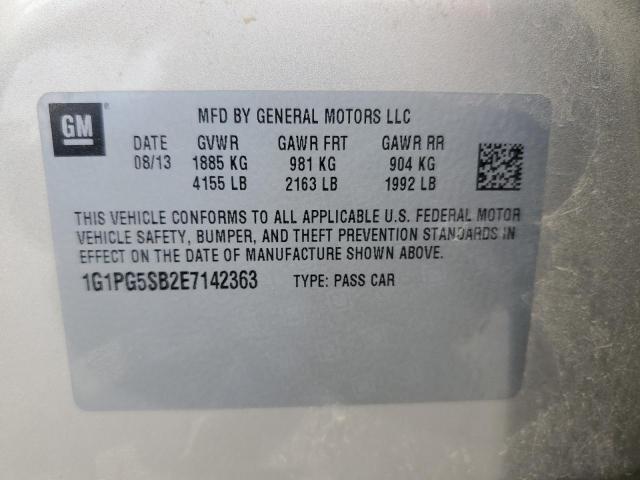 GM
MFD BY GENERAL MOTORS LLC
DATE GVWR GAWR FRT GAWR RR
08/13 1885 KG 981 KG 904 KG
4155 LB 2163 LB 1992 LB
THIS VEHICLE CONFORMS TO ALL APPLICABLE U.S. FEDERAL MOTOR
VEHICLE SAFETY, BUMPER, AND THEFT PREVENTION STANDARDS IN
EFFECT ON THE DATE OF MANUFACTURE SHOWN ABOVE.
1G1PG5SB2E7142363 TYPE: PASS CAR